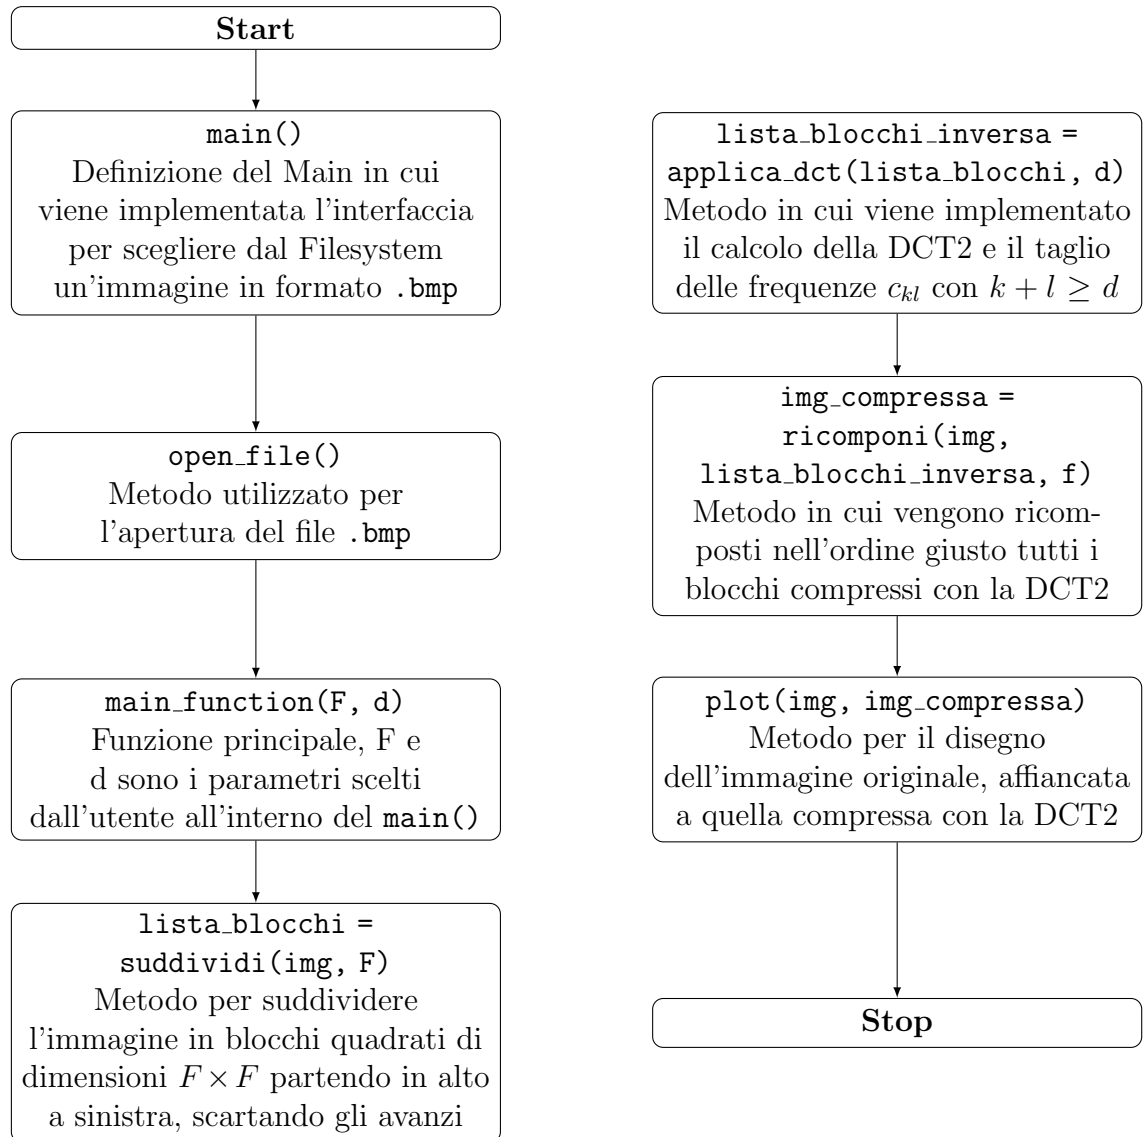 Start
main()
Definizione del Main in cui
viene implementata l'interfaccia
per scegliere dal Filesystem
un'immagine in formato .bmp
open_file()
Metodo utilizzato per
l'apertura del file .bmp
main_function(F, d)
Funzione principale, F e
d sono i parametri scelti
dall'utente all'interno del main()
lista_blocchi =
suddividi(img, F)
Metodo per suddividere
l'immagine in blocchi quadrati di
dimensioni F × F partendo in alto
a sinistra, scartando gli avanzi
lista_blocchi_inversa =
applica_dct(lista_blocchi, d)
Metodo in cui viene implementato
il calcolo della DCT2 e il taglio
delle frequenze c_{kl} con k + l ≥ d
img_compressa =
ricomponi(img,
lista_blocchi_inversa, f)
Metodo in cui vengono ricom-
posti nell'ordine giusto tutti i
blocchi compressi con la DCT2
plot(img, img_compressa)
Metodo per il disegno
dell'immagine originale, affiancata
a quella compressa con la DCT2
Stop